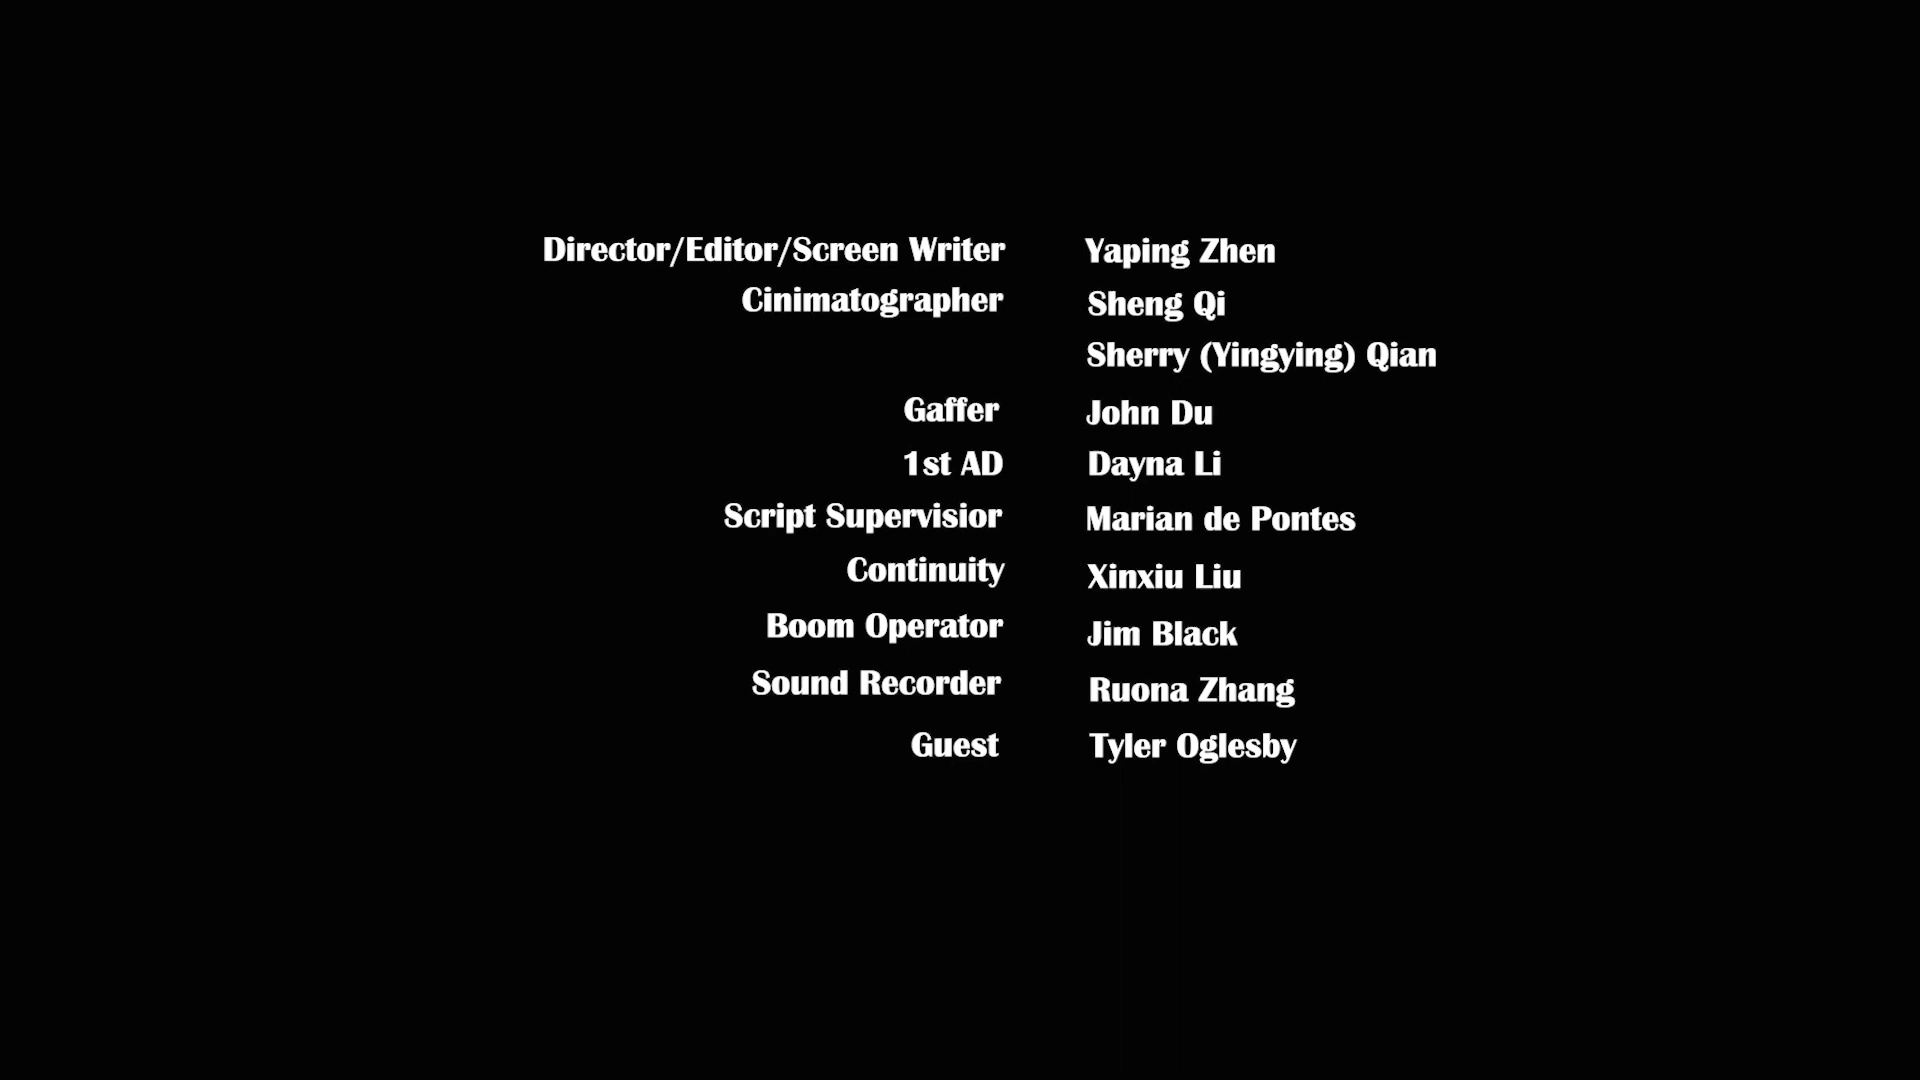 Director/Editor/Screen Writer Yaping Zhen
Cinimatographer Sheng Qi
Sherry (Yingying) Qian
Gaffer John Du
1st AD Dayna Li
Script Supervisior Marian de Pontes
Continuity Xinxiu Liu
Boom Operator Jim Black
Sound Recorder Ruona Zhang
Guest Tyler Oglesby